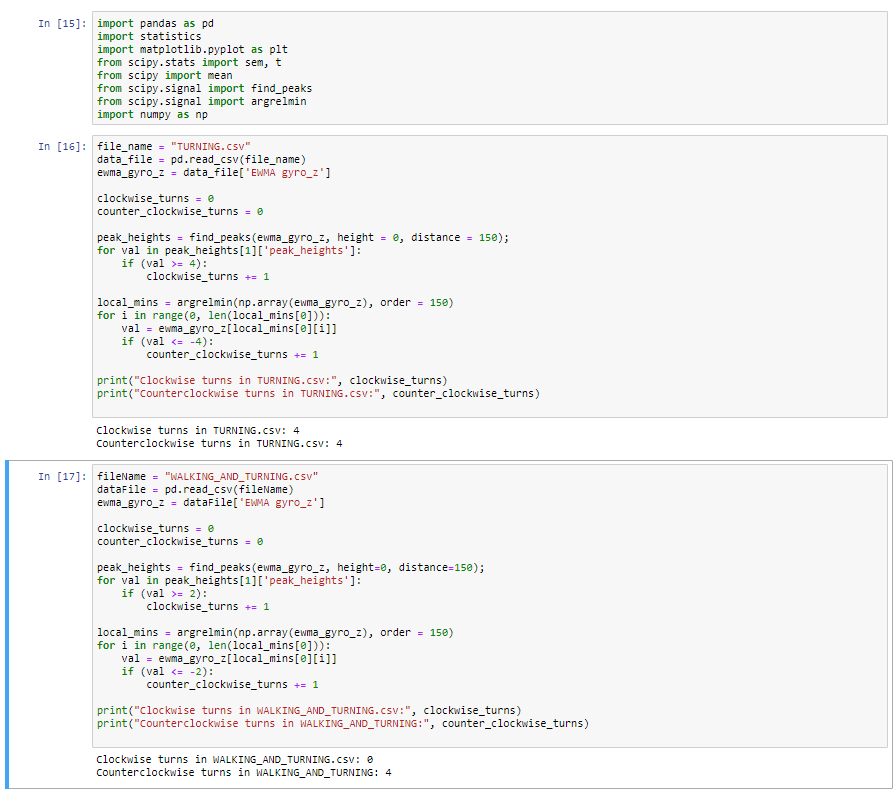 In [15]:
import pandas as pd
import statistics
import matplotlib.pyplot as plt
from scipy.stats import sem, t
from scipy import mean
from scipy.signal import find_peaks
from scipy.signal import argrelmin
import numpy as np
In [16]:
file_name = "TURNING.csv"
data_file = pd.read_csv(file_name)
ewma_gyro_z = data_file['EWMA gyro_z']
clockwise_turns = 0
counter_clockwise_turns = 0
peak_heights = find_peaks(ewma_gyro_z, height = 0, distance = 150);
for val in peak_heights[1]['peak_heights']:
    if (val >= 4):
        clockwise_turns += 1
local_mins = argrelmin(np.array(ewma_gyro_z), order = 150)
for i in range(0, len(local_mins[0])):
    val = ewma_gyro_z[local_mins[0][i]]
    if (val <= -4):
        counter_clockwise_turns += 1
print("Clockwise turns in TURNING.csv:", clockwise_turns)
print("Counterclockwise turns in TURNING.csv:", counter_clockwise_turns)
Clockwise turns in TURNING.csv: 4
Counterclockwise turns in TURNING.csv: 4
In [17]:
fileName = "WALKING_AND_TURNING.csv"
dataFile = pd.read_csv(fileName)
ewma_gyro_z = dataFile['EWMA gyro_z']
clockwise_turns = 0
counter_clockwise_turns = 0
peak_heights = find_peaks(ewma_gyro_z, height=0, distance=150);
for val in peak_heights[1]['peak_heights']:
    if (val >= 2):
        clockwise_turns += 1
local_mins = argrelmin(np.array(ewma_gyro_z), order = 150)
for i in range(0, len(local_mins[0])):
    val = ewma_gyro_z[local_mins[0][i]]
    if (val <= -2):
        counter_clockwise_turns += 1
print("Clockwise turns in WALKING_AND_TURNING.csv:", clockwise_turns)
print("Counterclockwise turns in WALKING_AND_TURNING:", counter_clockwise_turns)
Clockwise turns in WALKING_AND_TURNING.csv: 0
Counterclockwise turns in WALKING_AND_TURNING: 4